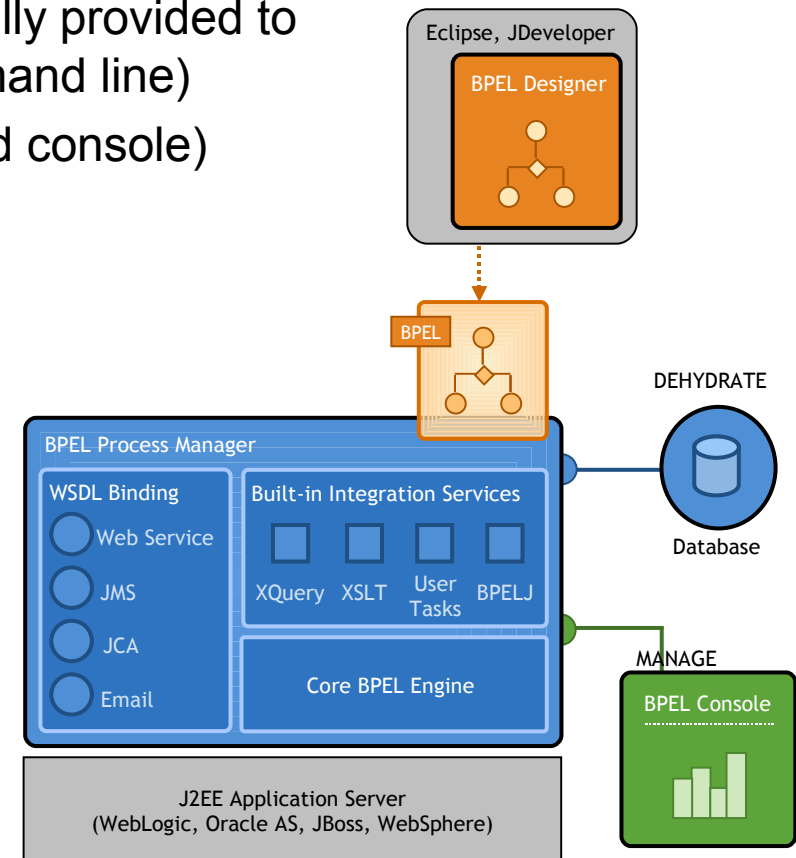 lly provided to
and line)
d console)
Eclipse, JDeveloper
BPEL Designer
BPEL
DEHYDRATE
Database
BPEL Process Manager
WSDL Binding
Web Service
JMS
JCA
Email
Built-in Integration Services
XQuery
XSLT
User
Tasks
BPELJ
Core BPEL Engine
MANAGE
BPEL Console
J2EE Application Server
(WebLogic, Oracle AS, JBoss, WebSphere)